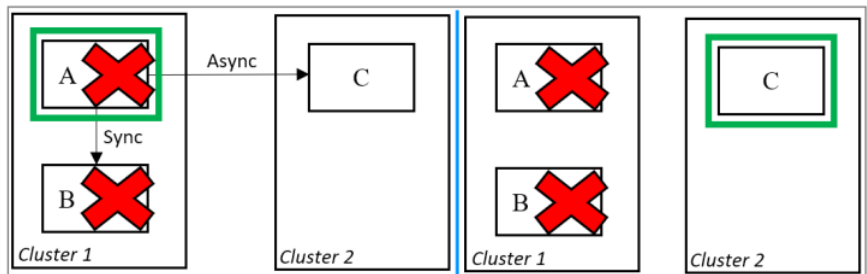 A
Async
C
Sync
B
Cluster 1
Cluster 2
A
C
B
Cluster 1
Cluster 2